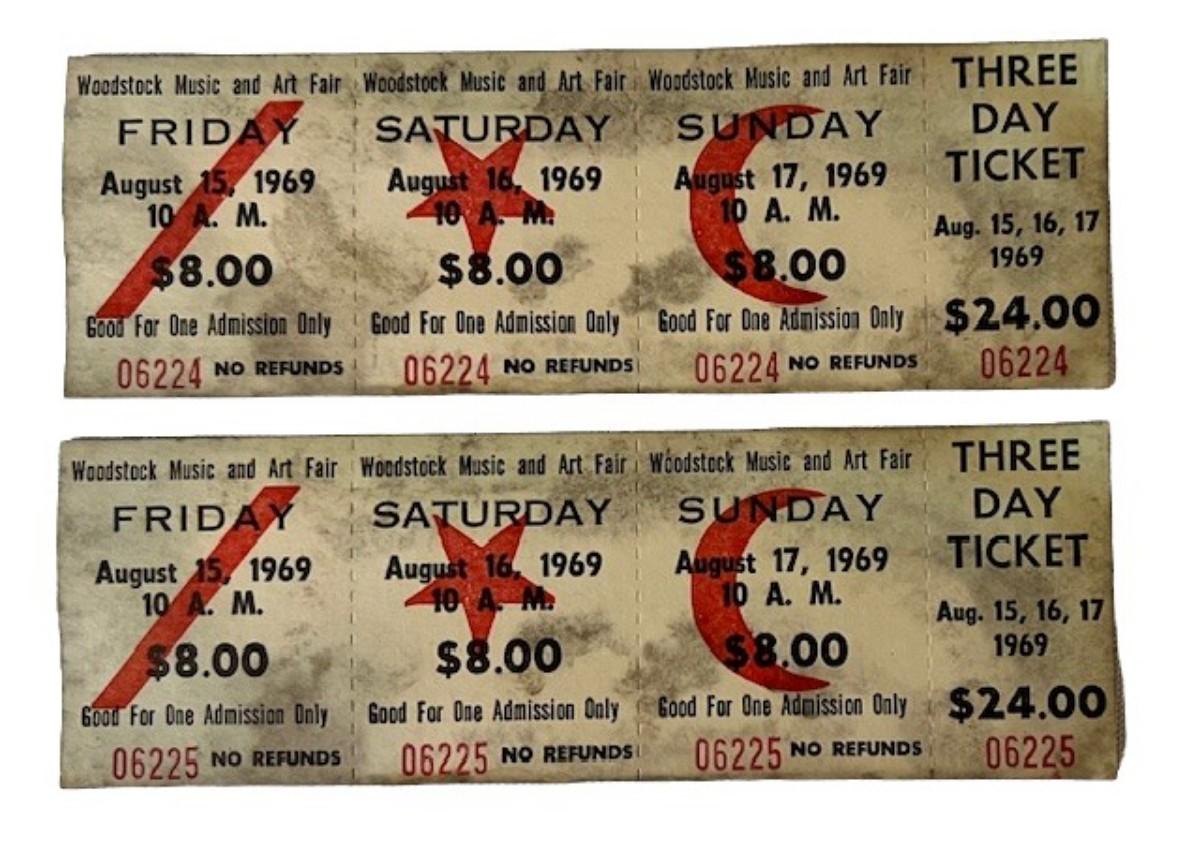 Woodstock Music and Art Fair
FRIDAY
August 15, 1969
10 A. M.
$8.00
Good For One Admission Only
06224 NO REFUNDS
Woodstock Music and Art Fair
SATURDAY
August 16, 1969
10 A. M.
$8.00
Good For One Admission Only
06224 NO REFUNDS
Woodstock Music and Art Fair
SUNDAY
August 17, 1969
10 A. M.
$8.00
Good For One Admission Only
06224 NO REFUNDS
THREE
DAY
TICKET
Aug. 15, 16, 17
1969
$24.00
06224
Woodstock Music and Art Fair
FRIDAY
August 15, 1969
10 A. M.
$8.00
Good For One Admission Only
06225 NO REFUNDS
Woodstock Music and Art Fair
SATURDAY
August 16, 1969
10 A. M.
$8.00
Good For One Admission Only
06225 NO REFUNDS
Woodstock Music and Art Fair
SUNDAY
August 17, 1969
10 A. M.
$8.00
Good For One Admission Only
06225 NO REFUNDS
THREE
DAY
TICKET
Aug. 15, 16, 17
1969
$24.00
06225